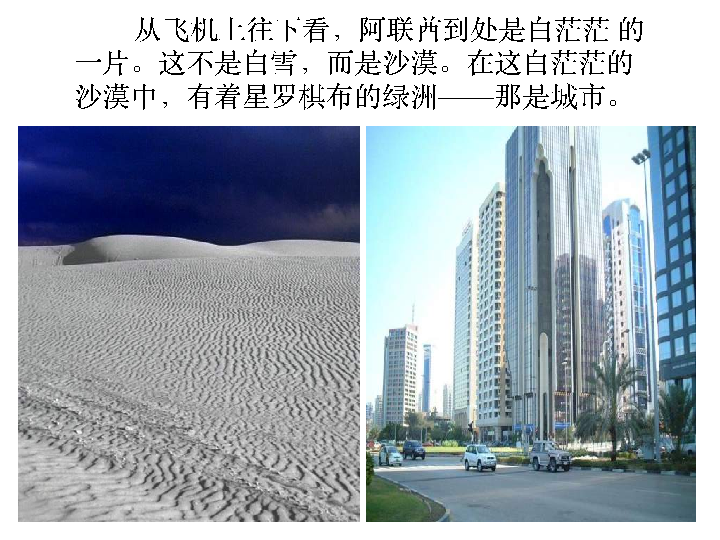 从飞机上往下看，阿联酋到处是白茫茫 的
一片。这不是白雪，而是沙漠。在这白茫茫的
沙漠中，有着星罗棋布的绿洲——那是城市。